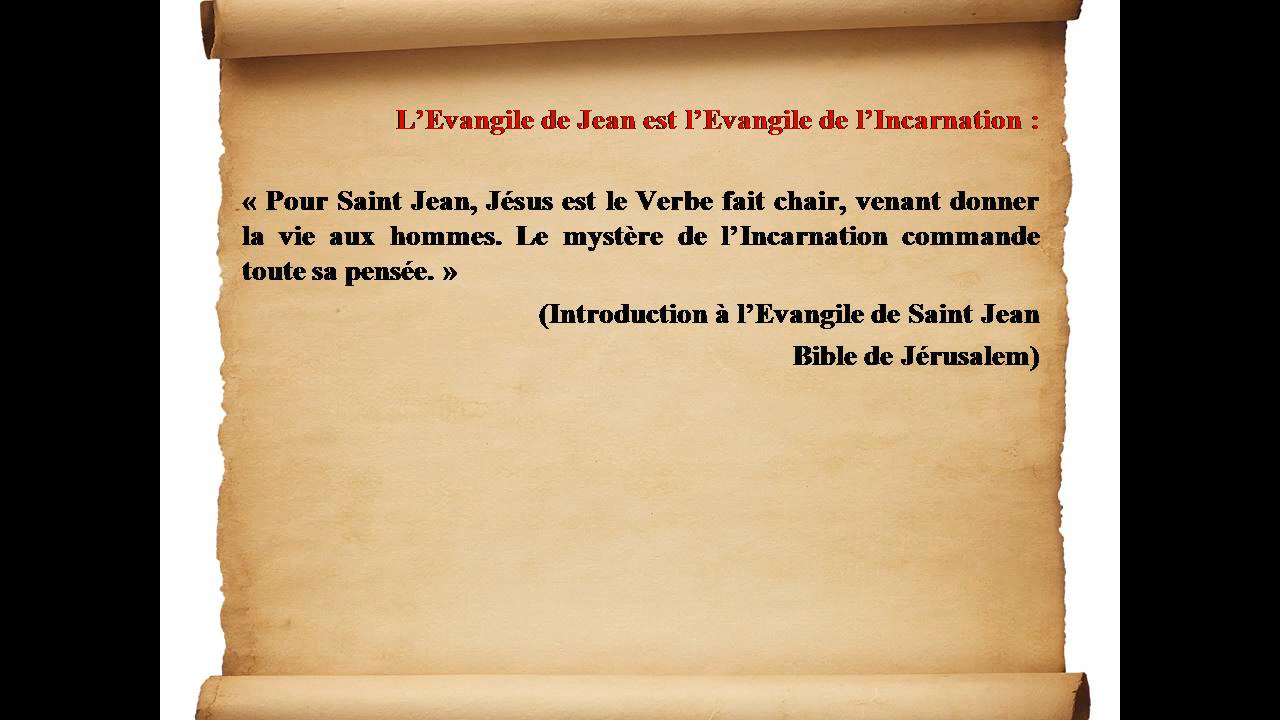 L’Evangile de Jean est l’Evangile de l’Incarnation :
« Pour Saint Jean, Jésus est le Verbe fait chair, venant donner
la vie aux hommes. Le mystère de l’Incarnation commande
toute sa pensée. »
(Introduction à l’Evangile de Saint Jean
Bible de Jérusalem)